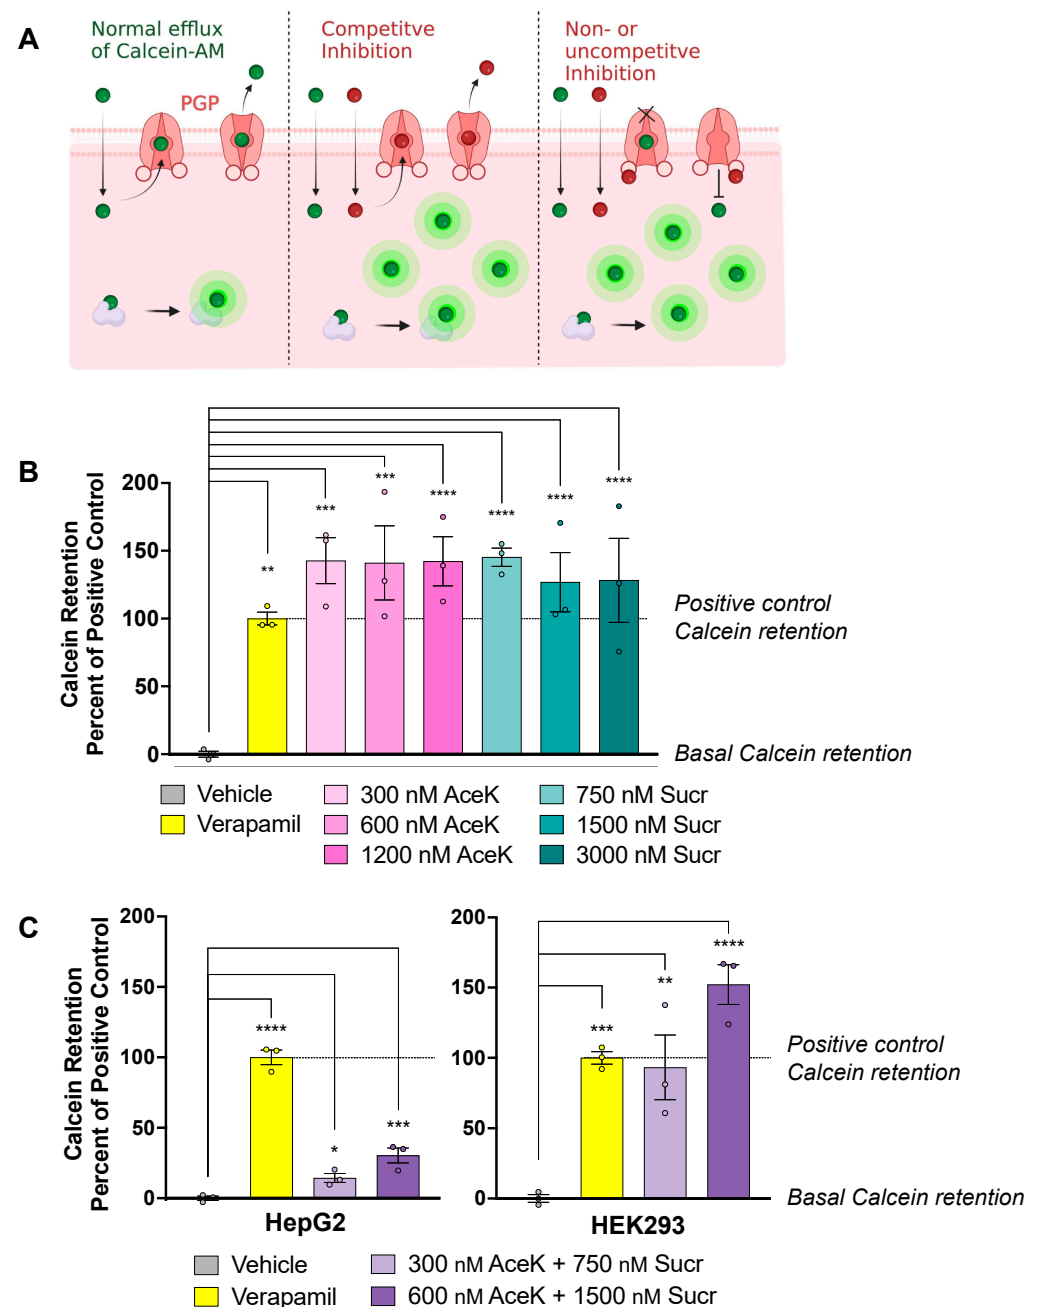 A
Normal efflux
of Calcein-AM
Competitve
Inhibition
Non- or
uncompetitve
Inhibition
PGP
B
Calcein Retention
Percent of Positive Control
200
150
100
50
0
**
***
***
****
****
****
****
Positive control
Calcein retention
Basal Calcein retention
Vehicle
Verapamil
300 nM AceK
600 nM AceK
1200 nM AceK
750 nM Sucr
1500 nM Sucr
3000 nM Sucr
C
Calcein Retention
Percent of Positive Control
200
150
100
50
0
****
*
***
HepG2
200
150
100
50
0
***
**
****
HEK293
Positive control
Calcein retention
Basal Calcein retention
Vehicle
Verapamil
300 nM AceK + 750 nM Sucr
600 nM AceK + 1500 nM Sucr